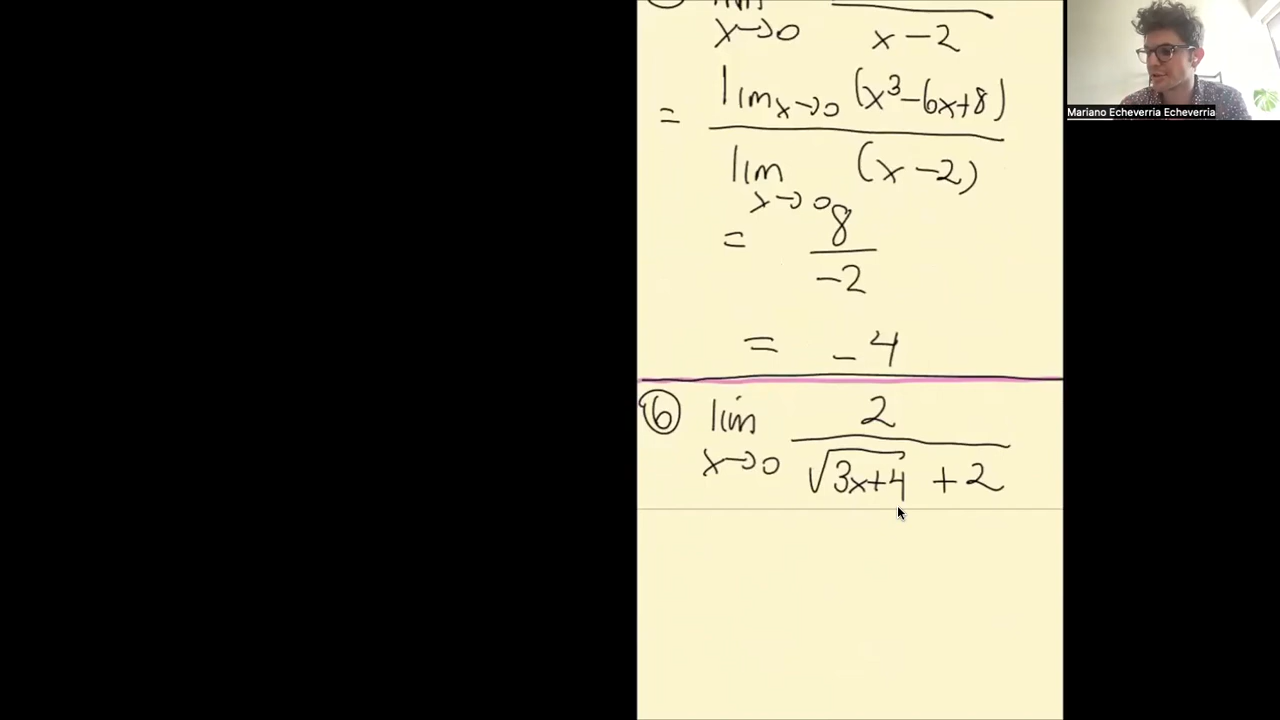 x→0 x-2
= lim x→0 (x³-6x+8)
lim x→0 (x-2)
= 8
-2
= -4
⑥ lim x→0 2
√3x+4 +2
Mariano Echeverria Echeverria